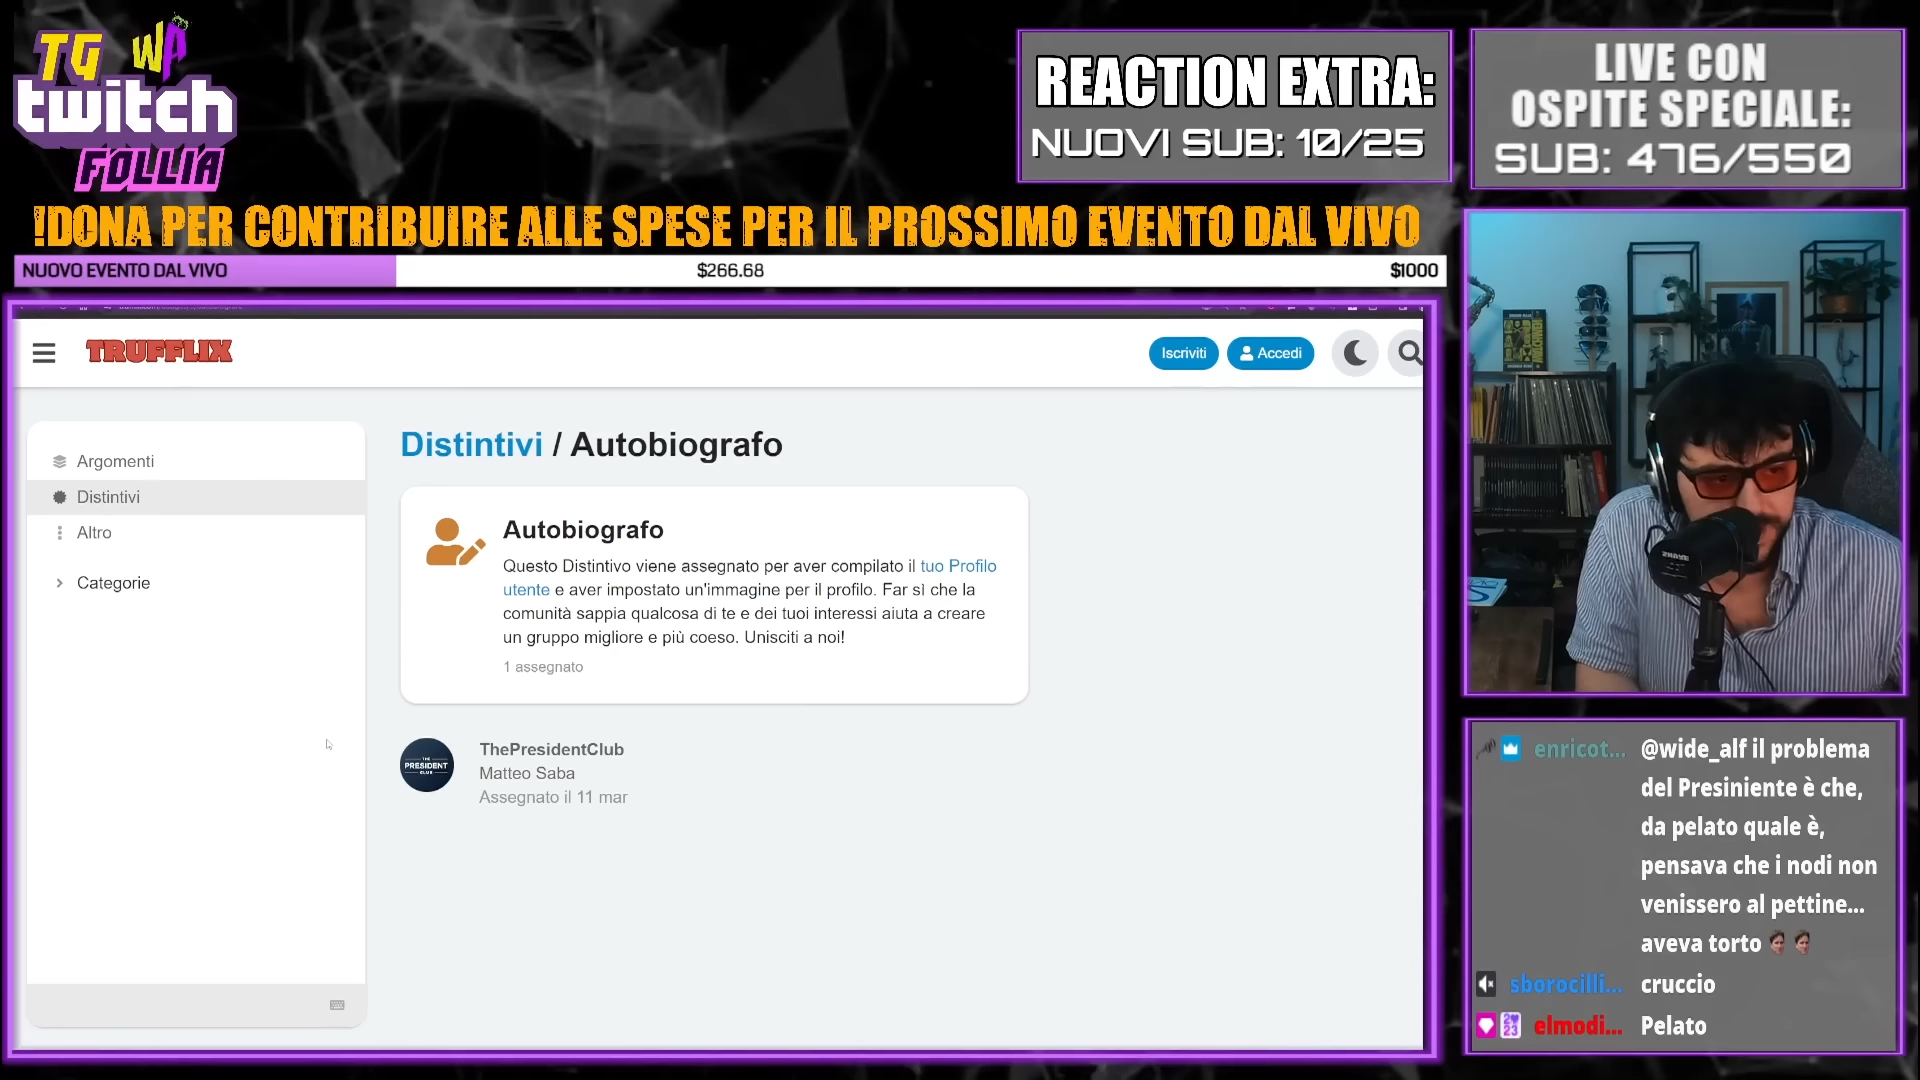 TG WA
twitch
FOLLIA
REACTION EXTRA:
NUOVI SUB: 10/25
LIVE CON
OSPITE SPECIALE:
SUB: 476/550
!DONA PER CONTRIBUIRE ALLE SPESE PER IL PROSSIMO EVENTO DAL VIVO
NUOVO EVENTO DAL VIVO $266.68 $1000
TRUFFLIX
Iscriviti Accedi
Argomenti
Distintivi
Altro
Categorie
Distintivi / Autobiografo
Autobiografo
Questo Distintivo viene assegnato per aver compilato il tuo Profilo
utente e aver impostato un'immagine per il profilo. Far sì che la
comunità sappia qualcosa di te e dei tuoi interessi aiuta a creare
un gruppo migliore e più coeso. Unisciti a noi!
1 assegnato
THE
PRESIDENT
CLUB
ThePresidentClub
Matteo Saba
Assegnato il 11 mar
enricot... @wide_alf il problema
del Presiniente è che,
da pelato quale è,
pensava che i nodi non
venissero al pettine...
aveva torto
sborocilli... cruccio
elmodi... Pelato